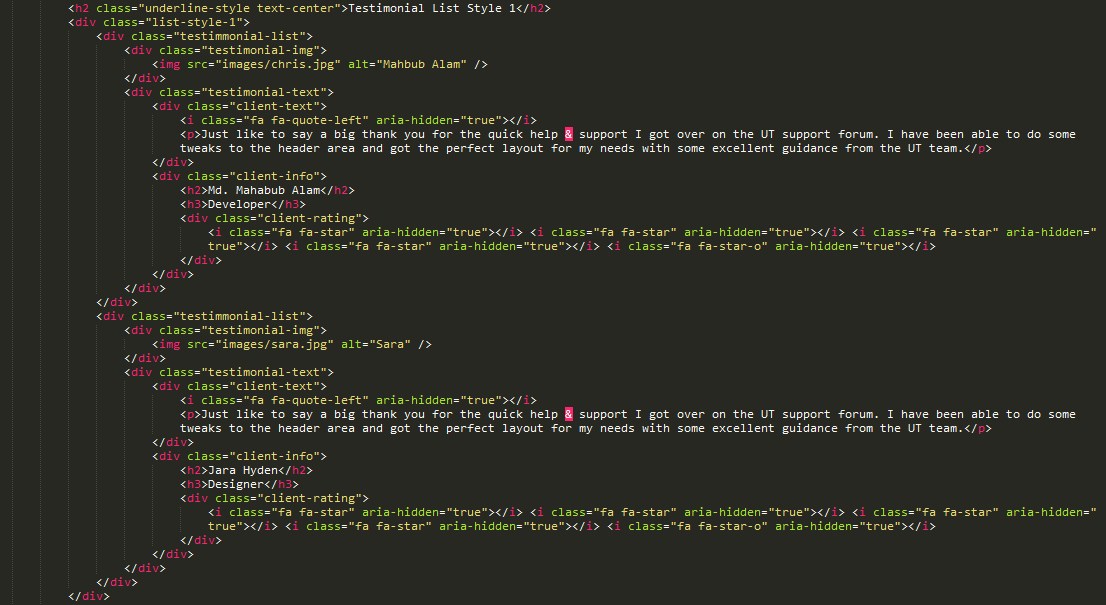 <h2 class="underline-style text-center">Testimonial List Style 1</h2>
<div class="list-style-1">
<div class="testimmonial-list">
<div class="testimonial-img">
<img src="images/chris.jpg" alt="Mahbub Alam" />
</div>
<div class="testimonial-text">
<div class="client-text">
<i class="fa fa-quote-left" aria-hidden="true"></i>
<p>Just like to say a big thank you for the quick help & support I got over on the UT support forum. I have been able to do some
tweaks to the header area and got the perfect layout for my needs with some excellent guidance from the UT team.</p>
</div>
<div class="client-info">
<h2>Md. Mahabub Alam</h2>
<h3>Developer</h3>
<div class="client-rating">
<i class="fa fa-star" aria-hidden="true"></i> <i class="fa fa-star" aria-hidden="true"></i> <i class="fa fa-star" aria-hidden="
true"></i> <i class="fa fa-star" aria-hidden="true"></i> <i class="fa fa-star-o" aria-hidden="true"></i>
</div>
</div>
</div>
</div>
<div class="testimmonial-list">
<div class="testimonial-img">
<img src="images/sara.jpg" alt="Sara" />
</div>
<div class="testimonial-text">
<div class="client-text">
<i class="fa fa-quote-left" aria-hidden="true"></i>
<p>Just like to say a big thank you for the quick help & support I got over on the UT support forum. I have been able to do some
tweaks to the header area and got the perfect layout for my needs with some excellent guidance from the UT team.</p>
</div>
<div class="client-info">
<h2>Jara Hyden</h2>
<h3>Designer</h3>
<div class="client-rating">
<i class="fa fa-star" aria-hidden="true"></i> <i class="fa fa-star" aria-hidden="true"></i> <i class="fa fa-star" aria-hidden="
true"></i> <i class="fa fa-star" aria-hidden="true"></i> <i class="fa fa-star-o" aria-hidden="true"></i>
</div>
</div>
</div>
</div>
</div>